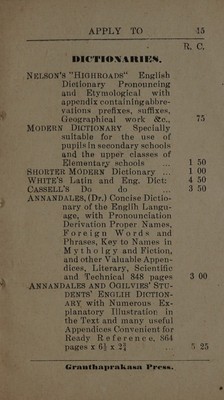 APPLY TO 45
R. C.
DICTIONARIES.
NELSON'S "HIGHROADS" English
Dictionary Pronouncing
and Etymological with
appendix containing abbre-
vations prefixes, suffixes,
Geographical work &c., 75
MODERN DICTIONARY Specially
suitable for the use of
pupils in secondary schools
and the upper classes of
Elementary schools ... 1 50
SHORTER MODERN Dictionary ... 1 00
WHITE'S Latin and Eng. Dict: 4 50
CASSELL'S Do do 3 50
ANNANDALES, (Dr.) Concise Dictio-
nary of the English Langu-
age, with Pronounciation
Derivation Proper Names,
Foreign Words and
Phrases, Key to Names in
Mytholgy and Fiction,
and other Valuable Appen-
dices, Literary, Scientific
and Technical 848 pages 3 00
ANNANDALES AND OGILVIES' STU-
DENTS' ENGLIH DICTION-
ARY with Numerous Ex-
planatory Illustration in
the Text and many useful
Appendices Convenient for
Ready Reference, 864
pages x 6½ x 2¾ ... 5 25
Granthaprakasa Press.